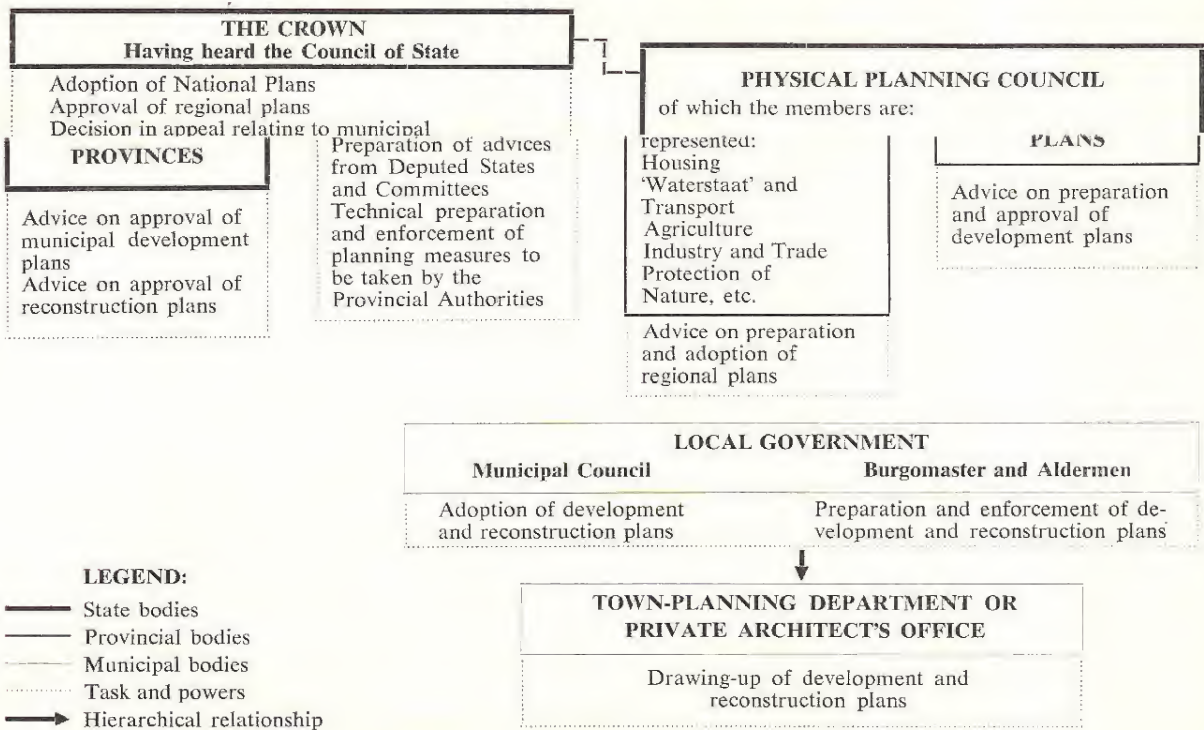 THE CROWN
Having heard the Council of State
Adoption of National Plans
Approval of regional plans
Decision in appeal relating to municipal
PHYSICAL PLANNING COUNCIL
of which the members are:
PROVINCES
Advice on approval of
municipal development
plans
Advice on approval of
reconstruction plans
Preparation of advices
from Deputed States
and Committees
Technical preparation
and enforcement of
planning measures to
be taken by the
Provincial Authorities
represented:
Housing
'Waterstaat' and
Transport
Agriculture
Industry and Trade
Protection of
Nature, etc.
Advice on preparation
and adoption of
regional plans
PLANS
Advice on preparation
and approval of
development plans
LOCAL GOVERNMENT
Municipal Council
Burgomaster and Aldermen
Adoption of development
and reconstruction plans
Preparation and enforcement of de-
velopment and reconstruction plans
TOWN-PLANNING DEPARTMENT OR
PRIVATE ARCHITECT'S OFFICE
Drawing-up of development and
reconstruction plans
LEGEND:
State bodies
Provincial bodies
Municipal bodies
Task and powers
Hierarchical relationship